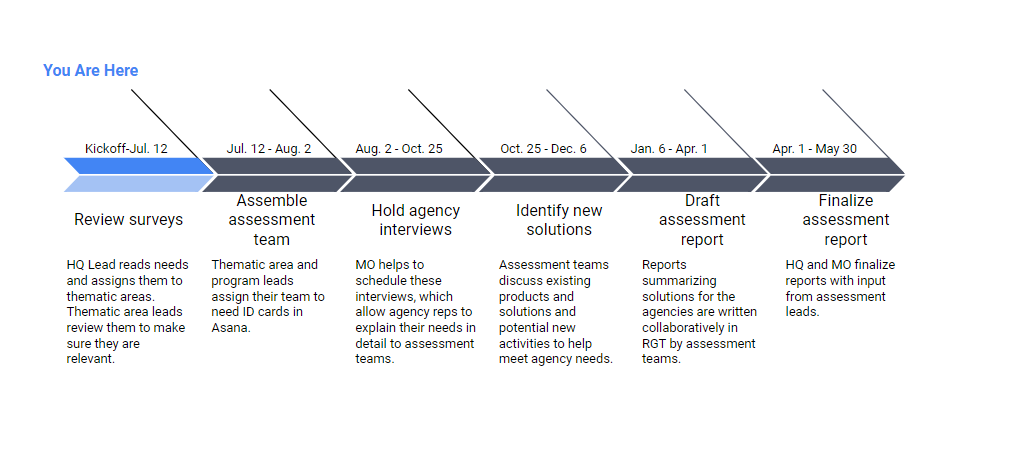 You Are Here
Kickoff-Jul. 12
Review surveys
HQ Lead reads needs
and assigns them to
thematic areas.
Thematic area leads
review them to make
sure they are
relevant.
Jul. 12 - Aug. 2
Assemble
assessment
team
Thematic area and
program leads
assign their team to
need ID cards in
Asana.
Aug. 2 - Oct. 25
Hold agency
interviews
MO helps to
schedule these
interviews, which
allow agency reps to
explain their needs in
detail to assessment
teams.
Oct. 25 - Dec. 6
Identify new
solutions
Assessment teams
discuss existing
products and
solutions and
potential new
activities to help
meet agency needs.
Jan. 6 - Apr. 1
Draft
assessment
report
Reports
summarizing
solutions for the
agencies are written
collaboratively in
RGT by assessment
teams.
Apr. 1 - May 30
Finalize
assessment
report
HQ and MO finalize
reports with input
from assessment
leads.